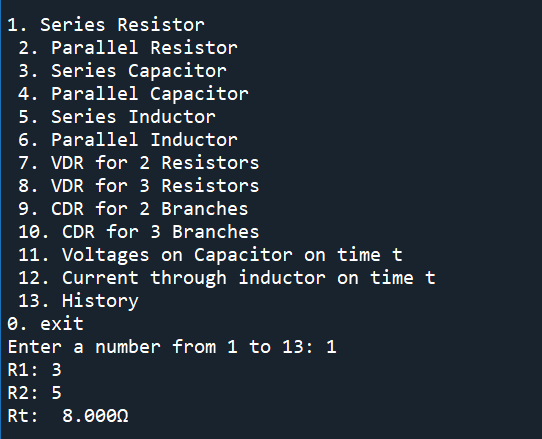 1. Series Resistor
2. Parallel Resistor
3. Series Capacitor
4. Parallel Capacitor
5. Series Inductor
6. Parallel Inductor
7. VDR for 2 Resistors
8. VDR for 3 Resistors
9. CDR for 2 Branches
10. CDR for 3 Branches
11. Voltages on Capacitor on time t
12. Current through inductor on time t
13. History
0. exit
Enter a number from 1 to 13: 1
R1: 3
R2: 5
Rt:  8.000Ω